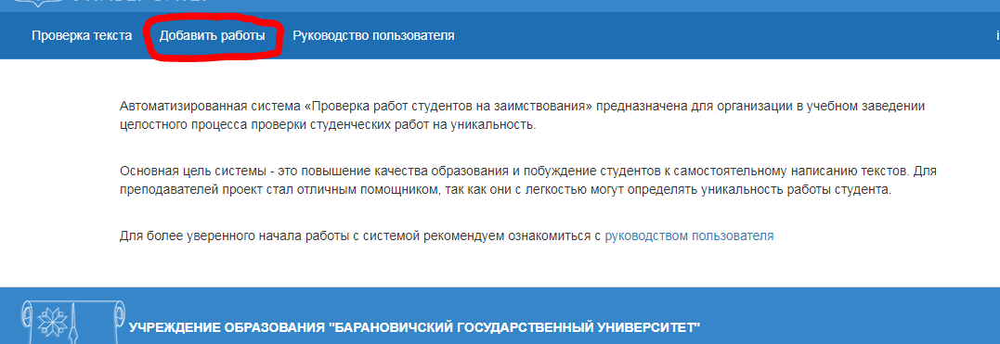 Проверка текста Добавить работы Руководство пользователя
Автоматизированная система «Проверка работ студентов на заимствования» предназначена для организации в учебном заведении
целостного процесса проверки студенческих работ на уникальность.
Основная цель системы - это повышение качества образования и побуждение студентов к самостоятельному написанию текстов. Для
преподавателей проект стал отличным помощником, так как они с легкостью могут определять уникальность работы студента.
Для более уверенного начала работы с системой рекомендуем ознакомиться с руководством пользователя
УЧРЕЖДЕНИЕ ОБРАЗОВАНИЯ "БАРАНОВИЧСКИЙ ГОСУДАРСТВЕННЫЙ УНИВЕРСИТЕТ"